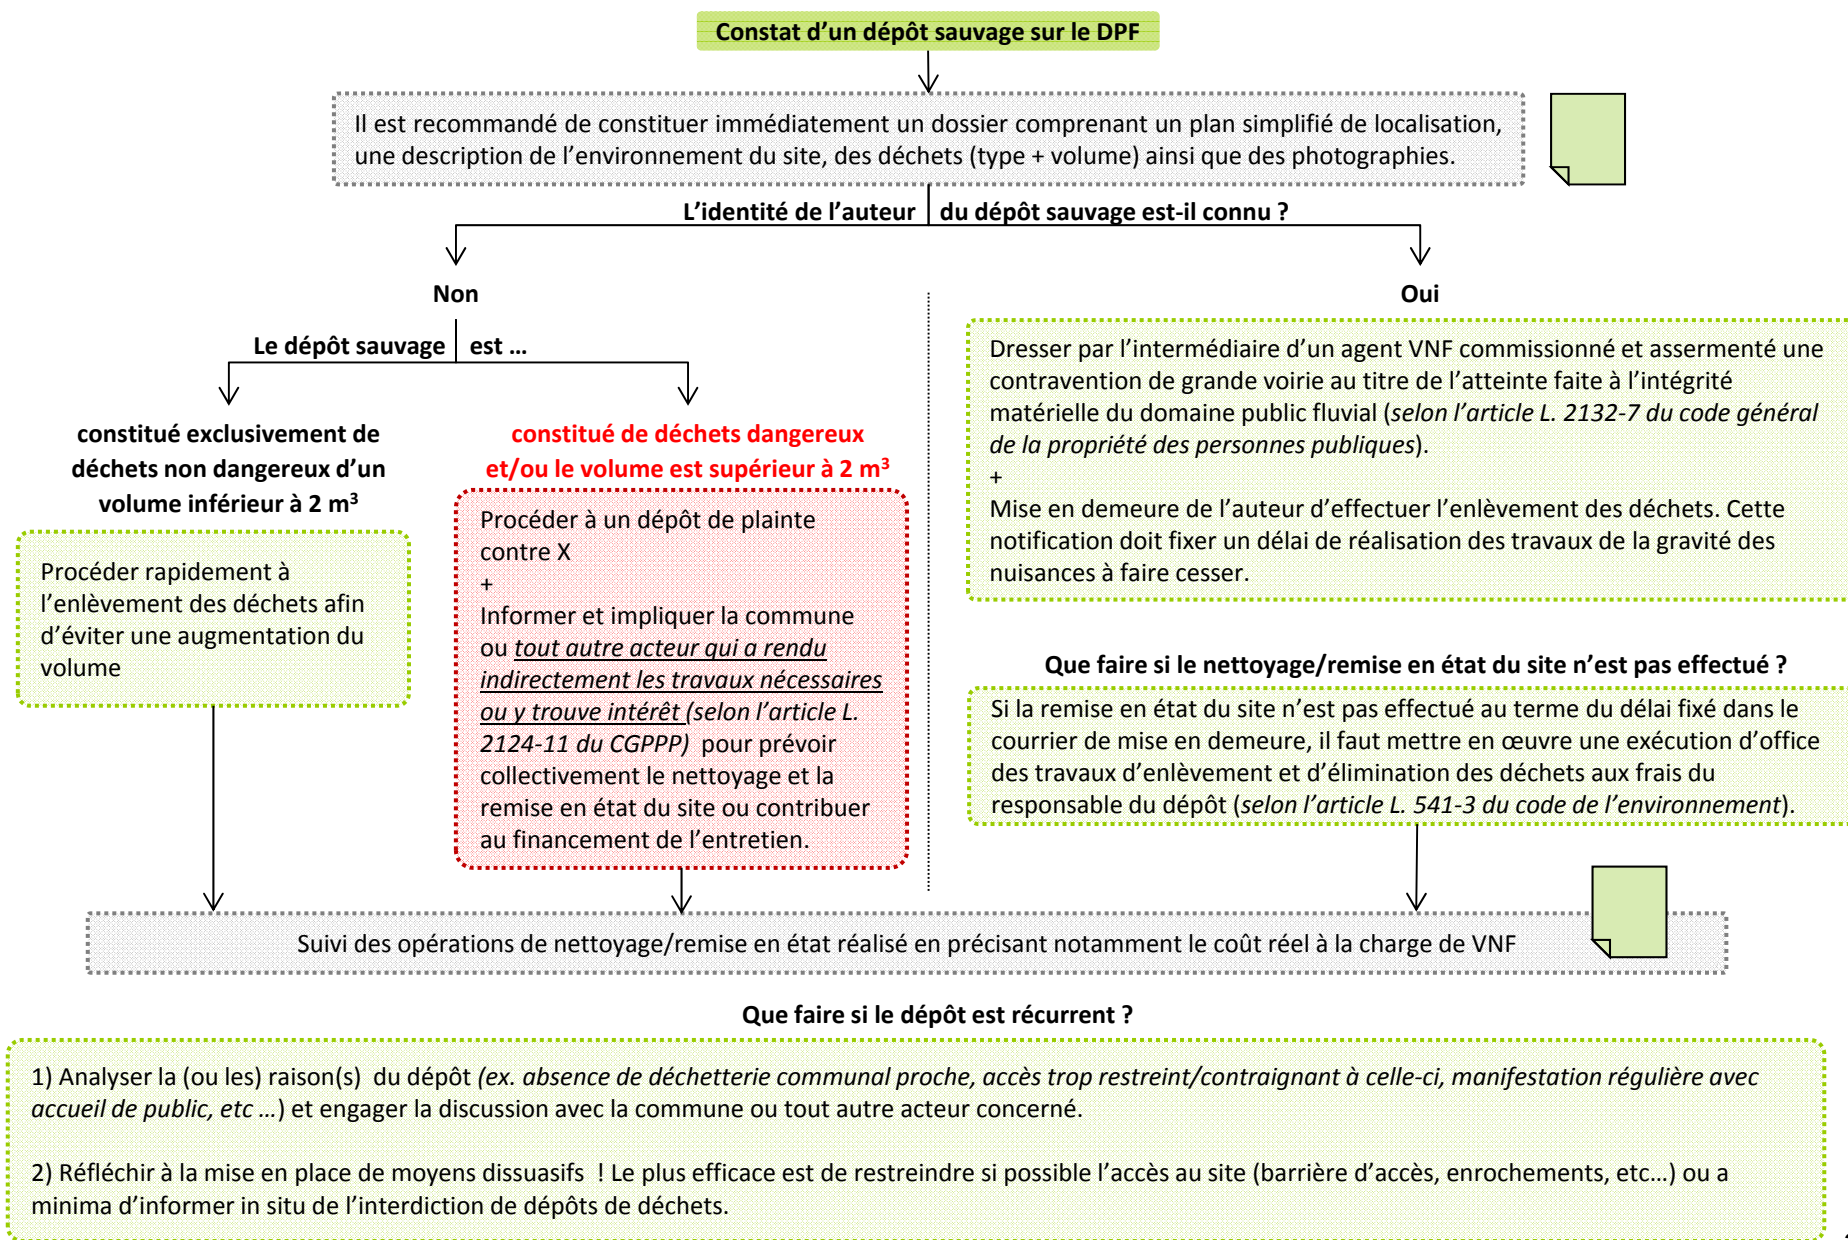 Constat d’un dépôt sauvage sur le DPF
Il est recommandé de constituer immédiatement un dossier comprenant un plan simplifié de localisation,
une description de l’environnement du site, des déchets (type + volume) ainsi que des photographies.
L’identité de l’auteur du dépôt sauvage est-il connu ?
Non
Le dépôt sauvage est …
constitué exclusivement de
déchets non dangereux d’un
volume inférieur à 2 m³
Procéder rapidement à
l’enlèvement des déchets afin
d’éviter une augmentation du
volume
constitué de déchets dangereux
et/ou le volume est supérieur à 2 m³
Procéder à un dépôt de plainte
contre X
+
Informer et impliquer la commune
ou tout autre acteur qui a rendu
indirectement les travaux nécessaires
ou y trouve intérêt (selon l’article L.
2124-11 du CGPPP) pour prévoir
collectivement le nettoyage et la
remise en état du site ou contribuer
au financement de l’entretien.
Oui
Dresser par l’intermédiaire d’un agent VNF commissionné et assermenté une
contravention de grande voirie au titre de l’atteinte faite à l’intégrité
matérielle du domaine public fluvial (selon l’article L. 2132-7 du code général
de la propriété des personnes publiques).
+
Mise en demeure de l’auteur d’effectuer l’enlèvement des déchets. Cette
notification doit fixer un délai de réalisation des travaux de la gravité des
nuisances à faire cesser.
Que faire si le nettoyage/remise en état du site n’est pas effectué ?
Si la remise en état du site n’est pas effectué au terme du délai fixé dans le
courrier de mise en demeure, il faut mettre en œuvre une exécution d’office
des travaux d’enlèvement et d’élimination des déchets aux frais du
responsable du dépôt (selon l’article L. 541-3 du code de l’environnement).
Suivi des opérations de nettoyage/remise en état réalisé en précisant notamment le coût réel à la charge de VNF
Que faire si le dépôt est récurrent ?
1) Analyser la (ou les) raison(s) du dépôt (ex. absence de déchetterie communal proche, accès trop restreint/contraignant à celle-ci, manifestation régulière avec
accueil de public, etc …) et engager la discussion avec la commune ou tout autre acteur concerné.
2) Réfléchir à la mise en place de moyens dissuasifs ! Le plus efficace est de restreindre si possible l’accès au site (barrière d’accès, enrochements, etc…) ou a
minima d’informer in situ de l’interdiction de dépôts de déchets.